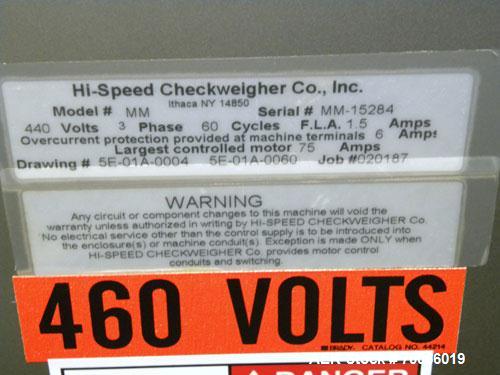 Hi-Speed Checkweigher Co., Inc.
Ithaca NY 14850
Model # MM Serial # MM-15284
440 Volts 3 Phase 60 Cycles F.L.A. 1.5 Amps
Overcurrent protection provided at machine terminals 6 Amps
Largest controlled motor 75 Amps
Drawing # 5E-01A-0004 5E-01A-0060 Job #020187
WARNING
Any circuit or component changes to this machine will void the
warranty unless authorized in writing by HI-SPEED CHECKWEIGHER Co.
No electrical service other than the control supply is to be introduced into
the enclosure(s) or machine conduit(s). Exception is made ONLY when
HI-SPEED CHECKWEIGHER Co. provides motor control
conduits and switching.
460 VOLTS
BRADY. CATALOG NO. 44214
DANGER